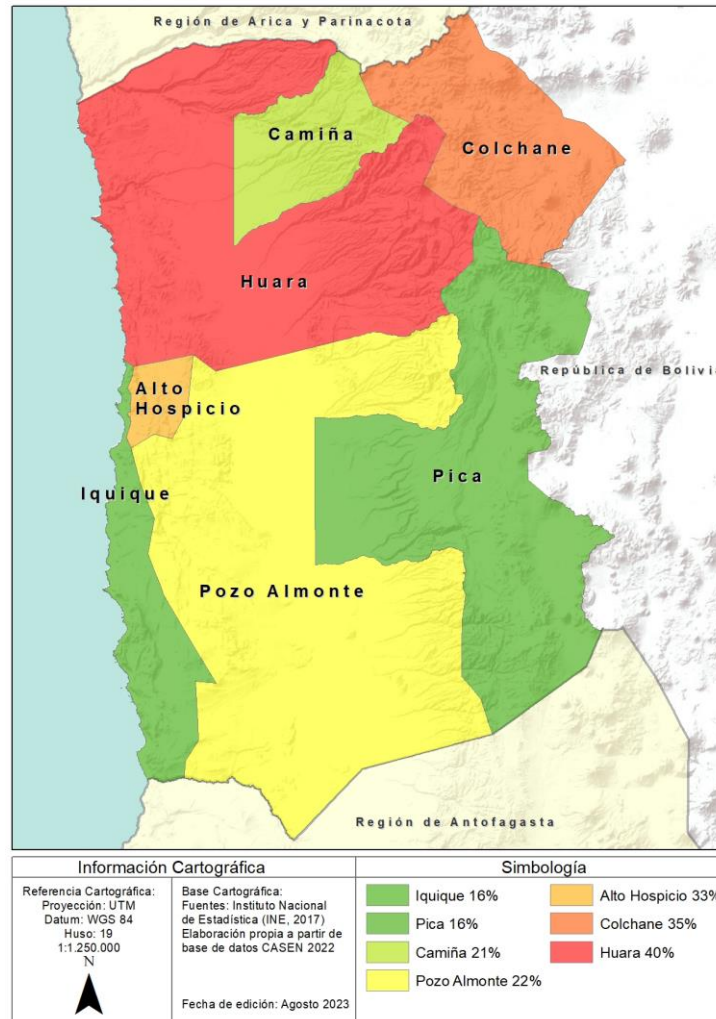 Región de Arica y Parinacota
Camiña
Colchane
Huara
República de Bolivi
Alto
Hospicio
Iquique
Pica
Pozo Almonte
Región de Antofagasta
Información Cartográfica
Referencia Cartográfica:
Proyección: UTM
Datum: WGS 84
Huso: 19
1:1.250.000
N
Base Cartográfica:
Fuentes: Instituto Nacional
de Estadística (INE, 2017)
Elaboración propia a partir de
base de datos CASEN 2022
Fecha de edición: Agosto 2023
Simbología
Iquique 16%
Pica 16%
Camiña 21%
Pozo Almonte 22%
Alto Hospicio 33%
Colchane 35%
Huara 40%